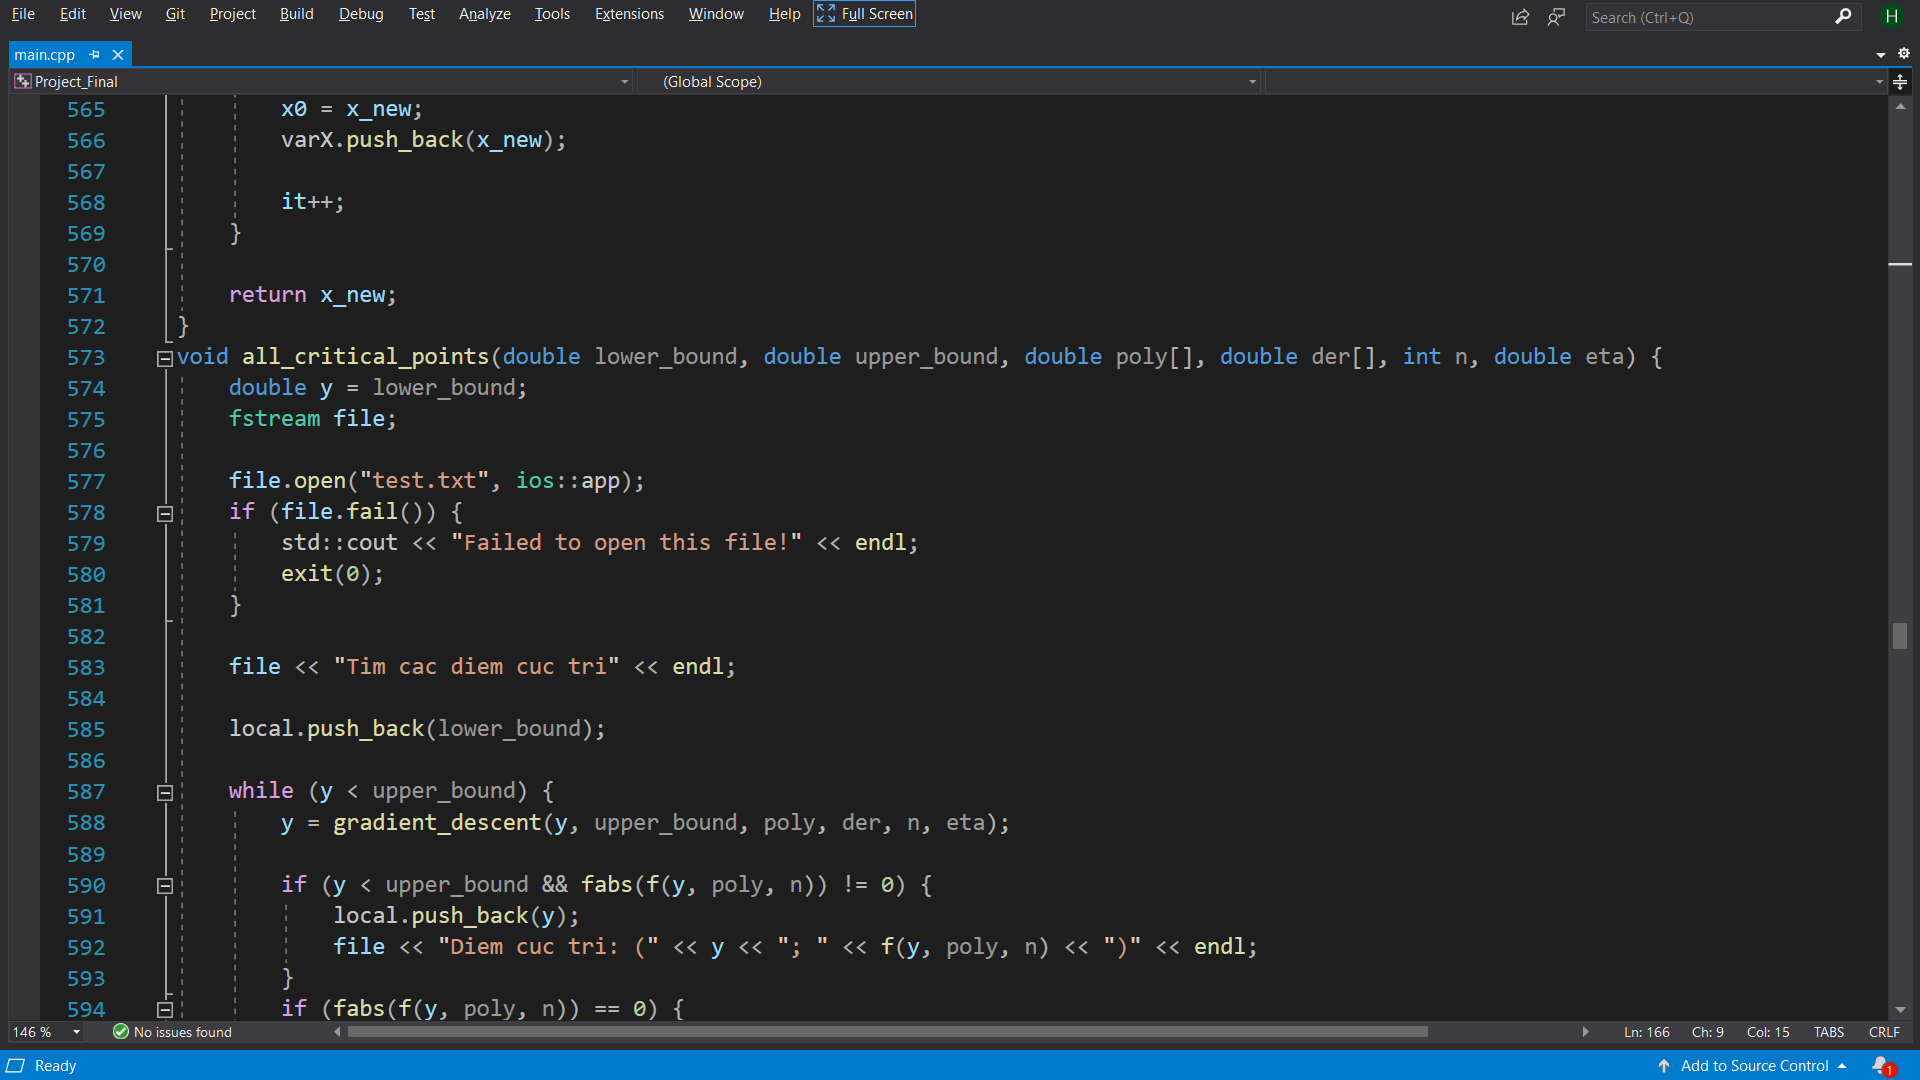 File Edit View Git Project Build Debug Test Analyze Tools Extensions Window Help Full Screen Search (Ctrl+Q) H
main.cpp
Project_Final (Global Scope)
565 x0 = x_new;
566 varX.push_back(x_new);
567
568 it++;
569 }
570
571 return x_new;
572 }
573 void all_critical_points(double lower_bound, double upper_bound, double poly[], double der[], int n, double eta) {
574 double y = lower_bound;
575 fstream file;
576
577 file.open("test.txt", ios::app);
578 if (file.fail()) {
579 std::cout << "Failed to open this file!" << endl;
580 exit(0);
581 }
582
583 file << "Tim cac diem cuc tri" << endl;
584
585 local.push_back(lower_bound);
586
587 while (y < upper_bound) {
588 y = gradient_descent(y, upper_bound, poly, der, n, eta);
589
590 if (y < upper_bound && fabs(f(y, poly, n)) != 0) {
591 local.push_back(y);
592 file << "Diem cuc tri: (" << y << "; " << f(y, poly, n) << ")" << endl;
593 }
594 if (fabs(f(y, poly, n)) == 0) {
146 % No issues found Ln: 166 Ch: 9 Col: 15 TABS CRLF
Ready Add to Source Control 1